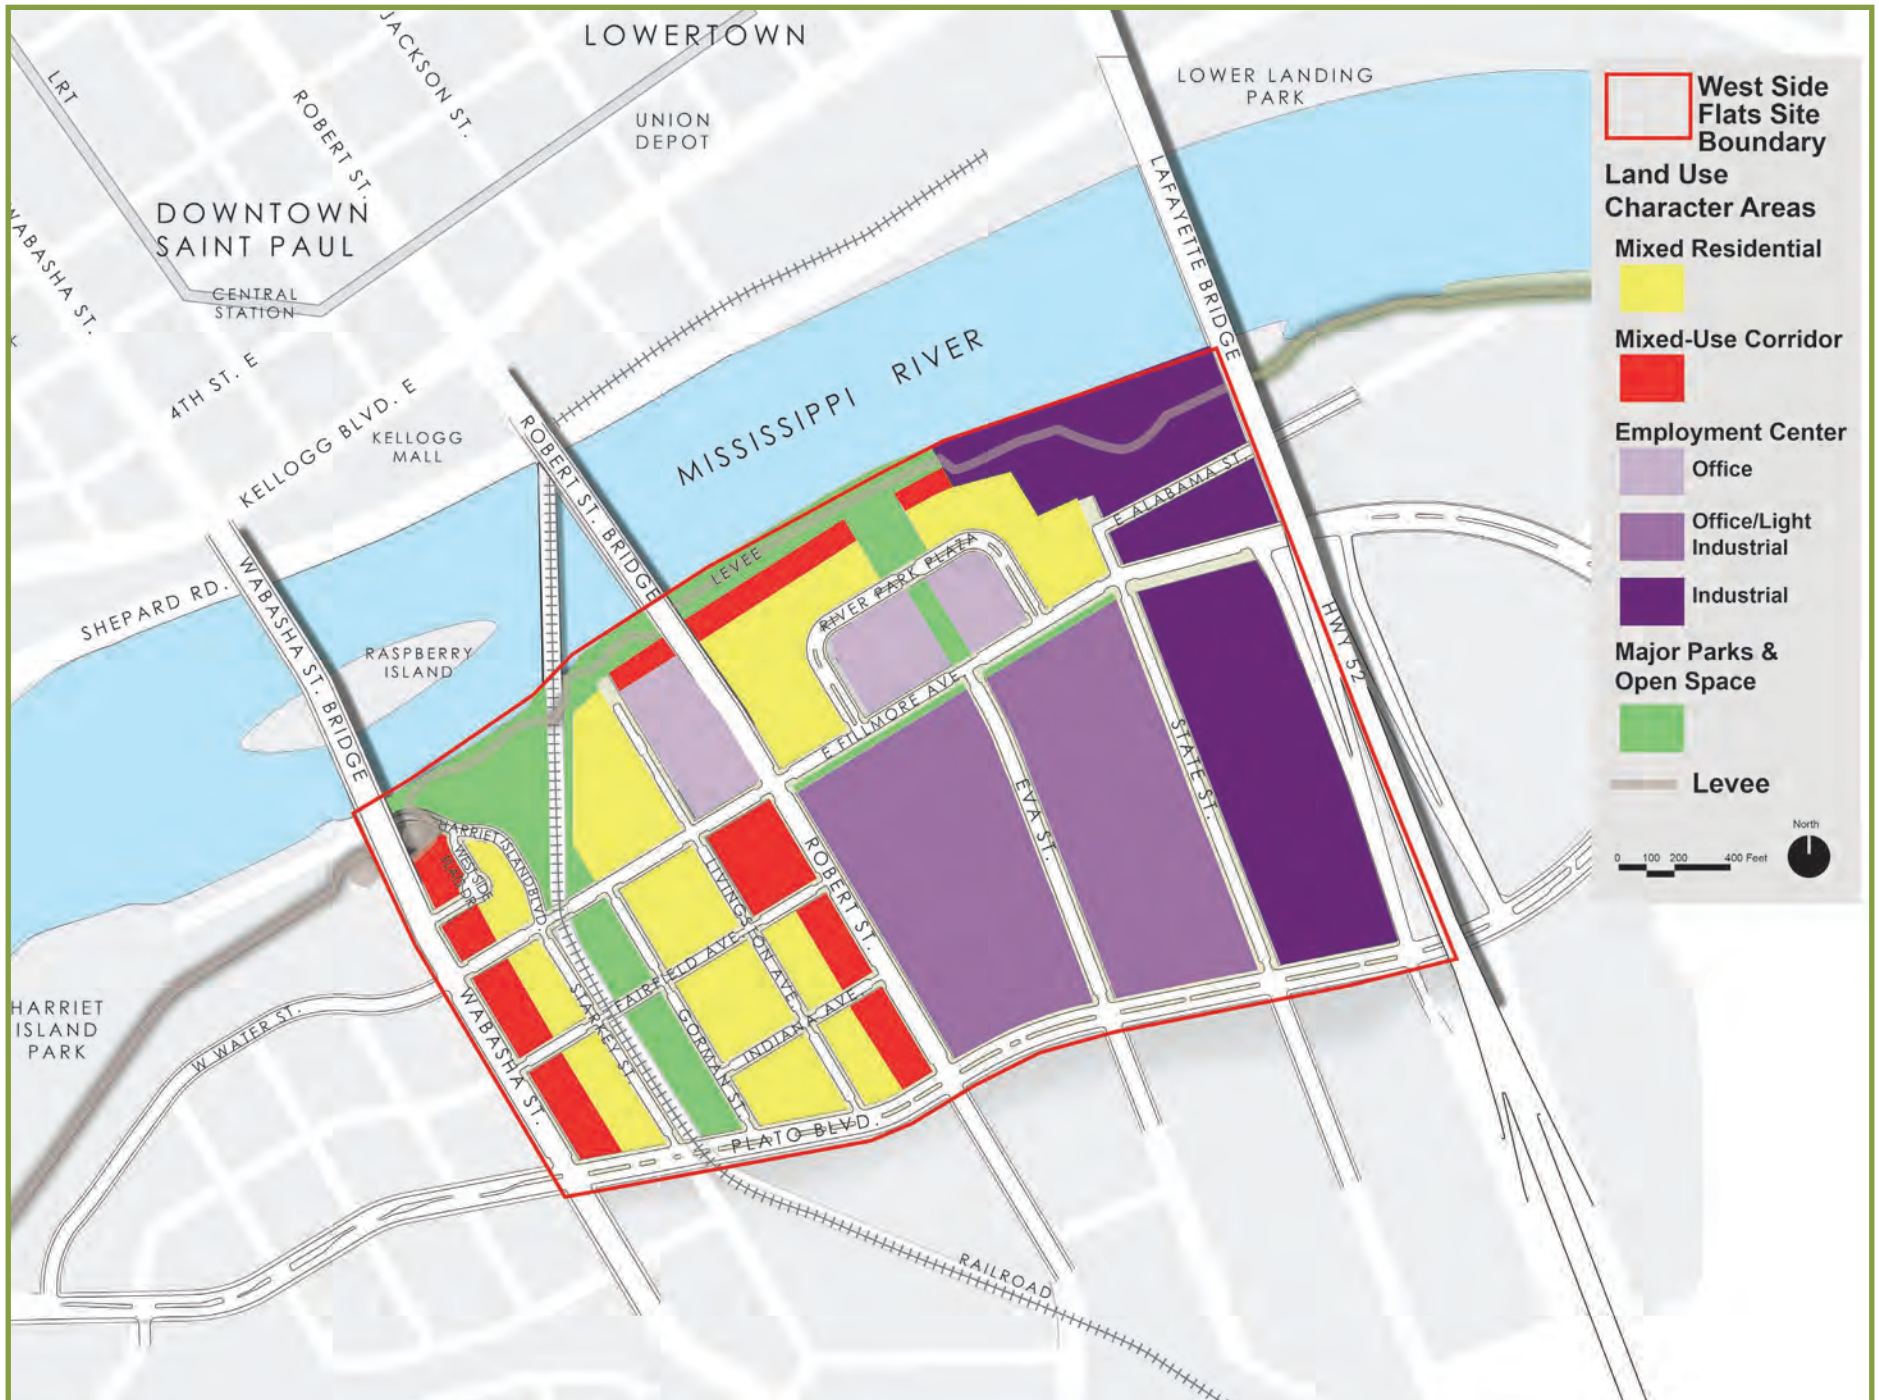 LOWERTOWN
JACKSON ST.
LRT
ROBERT ST.
UNION
DEPOT
LOWER LANDING
PARK
DOWNTOWN
SAINT PAUL
WABASHA ST.
CENTRAL
STATION
4TH ST. E
KELLOGG BLVD. E
KELLOGG
MALL
LAFAYETTE BRIDGE
MISSISSIPPI RIVER
ROBERT ST. BRIDGE
SHEPARD RD.
WABASHA ST. BRIDGE
RASPBERRY
ISLAND
LEVEE
RIVER PARK PLAZA
E ALABAMA ST.
E FILLMORE AVE.
HWY 52
STATE ST.
EVA ST.
ROBERT ST.
HARRIET ISLAND BLVD
WEST SIDE
FLATS DR.
LIVINGSTON AVE.
FAIRFIELD AVE.
INDIANA AVE.
GORMAN ST.
STARKEY ST.
WABASHA ST.
PLATO BLVD.
W WATER ST.
HARRIET
ISLAND
PARK
RAILROAD
West Side
Flats Site
Boundary
Land Use
Character Areas
Mixed Residential
Mixed-Use Corridor
Employment Center
Office
Office/Light
Industrial
Industrial
Major Parks &
Open Space
Levee
North
0 100 200 400 Feet